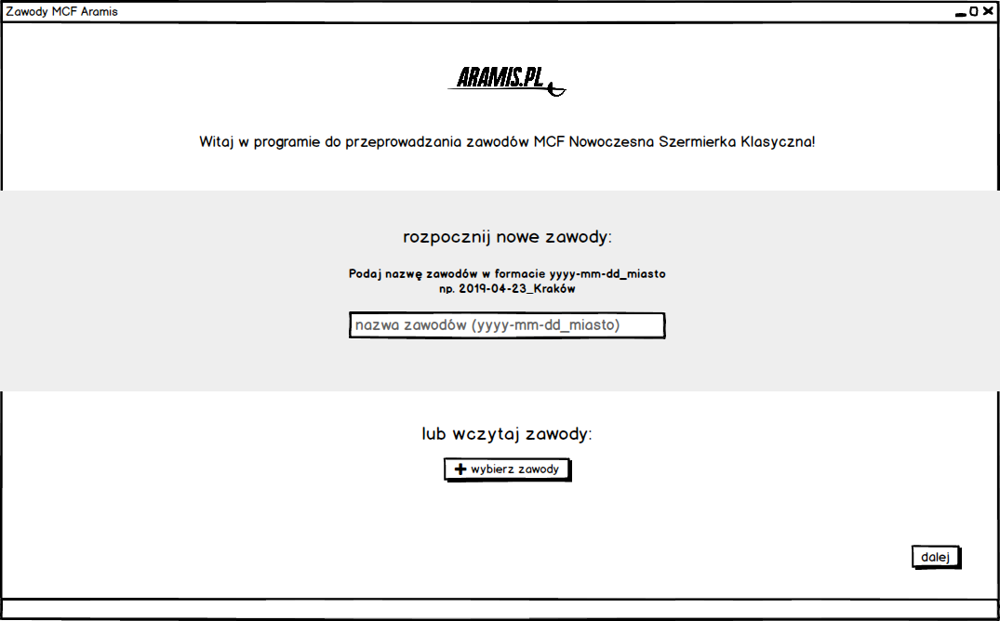 Zawody MCF Aramis
ARAMIS.PL
Witaj w programie do przeprowadzania zawodów MCF Nowoczesna Szermierka Klasyczna!
rozpocznij nowe zawody:
Podaj nazwę zawodów w formacie yyyy-mm-dd_miasto
np. 2019-04-23_Kraków
nazwa zawodów (yyyy-mm-dd_miasto)
lub wczytaj zawody:
wybierz zawody
dalej